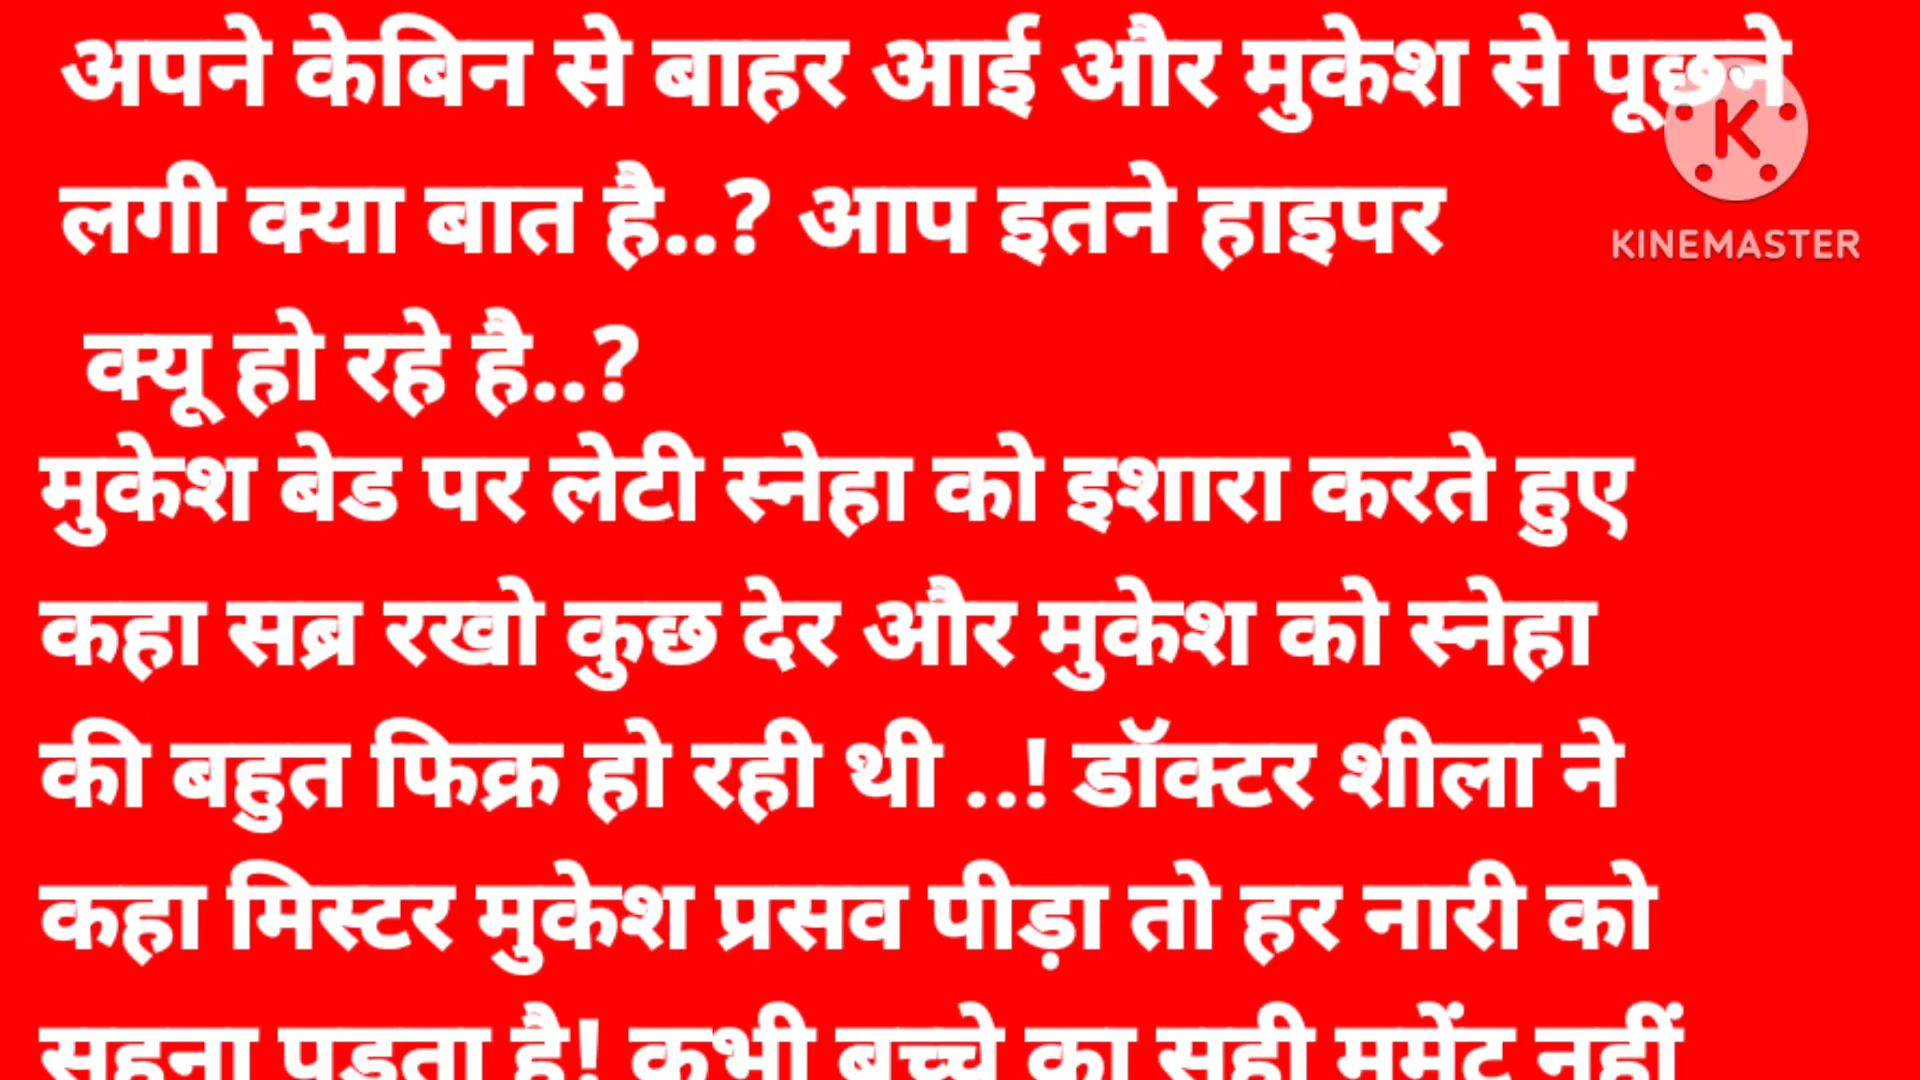 अपने केबिन से बाहर आई और मुकेश से पूछने
लगी क्या बात है..? आप इतने हाइपर
KINEMASTER
क्यू हो रहे है..?
मुकेश बेड पर लेटी स्नेहा को इशारा करते हुए
कहा सब्र रखो कुछ देर और मुकेश को स्नेहा
की बहुत फिक्र हो रही थी ..! डॉक्टर शीला ने
कहा मिस्टर मुकेश प्रसव पीड़ा तो हर नारी को
सहना पड़ता है! कभी बच्चे का सही मुमेंट नहीं